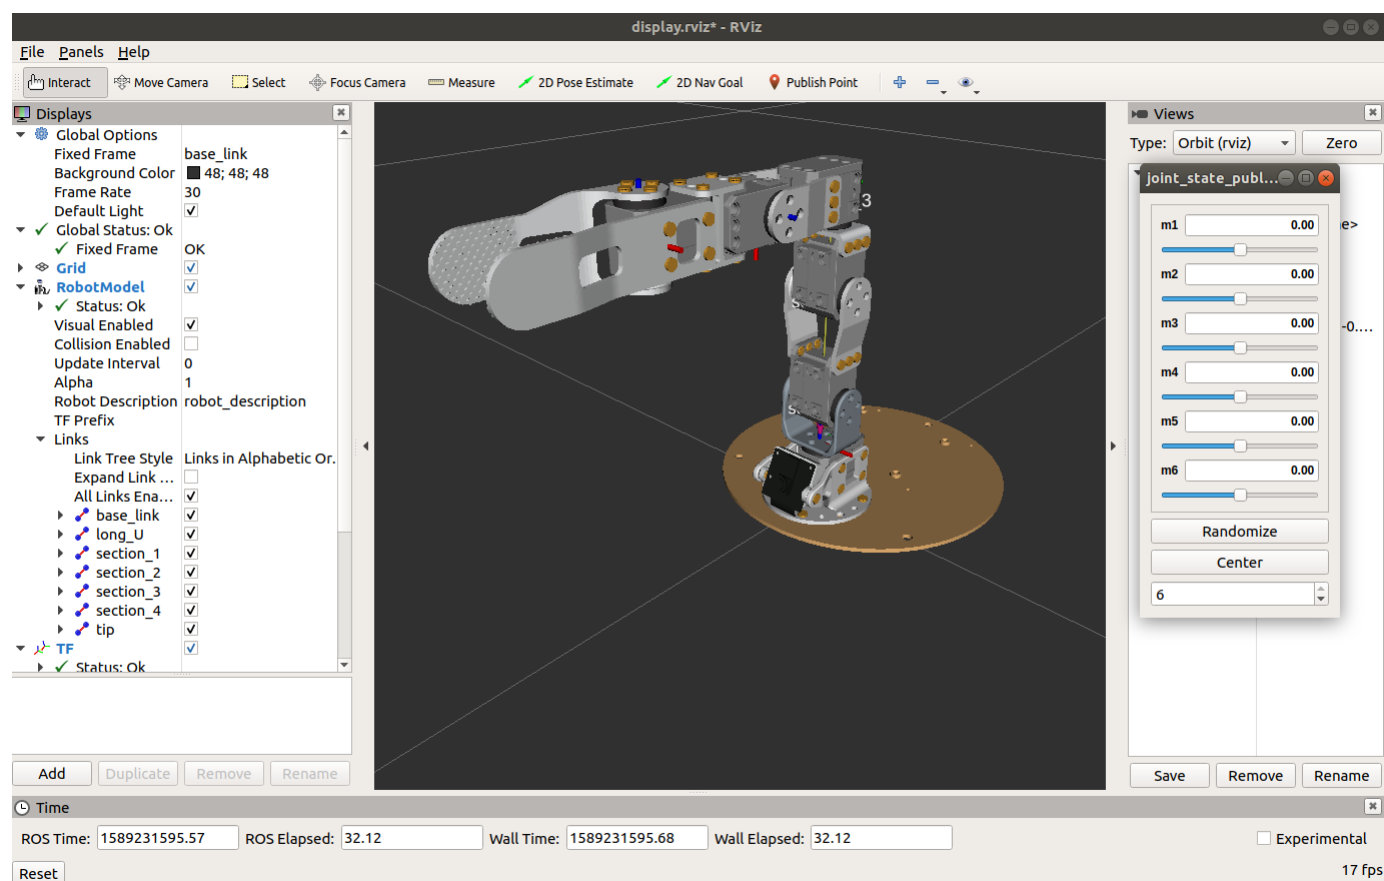 display.rviz* - RViz
File Panels Help
Interact Move Camera Select Focus Camera Measure 2D Pose Estimate 2D Nav Goal Publish Point
Displays
Global Options
Fixed Frame base_link
Background Color 48; 48; 48
Frame Rate 30
Default Light
Global Status: Ok
Fixed Frame OK
Grid
RobotModel
Status: Ok
Visual Enabled
Collision Enabled
Update Interval 0
Alpha 1
Robot Description robot_description
TF Prefix
Links
Link Tree Style Links in Alphabetic Or.
Expand Link ...
All Links Ena...
base_link
long_U
section_1
section_2
section_3
section_4
tip
TF
Status: Ok
Add Duplicate Remove Rename
3
Views
Type: Orbit (rviz) Zero
joint_state_publ...
m1 0.00
e>
m2 0.00
m3 0.00
-0....
m4 0.00
m5 0.00
m6 0.00
Randomize
Center
6
Save Remove Rename
Time
ROS Time: 1589231595.57 ROS Elapsed: 32.12 Wall Time: 1589231595.68 Wall Elapsed: 32.12 Experimental
Reset 17 fps